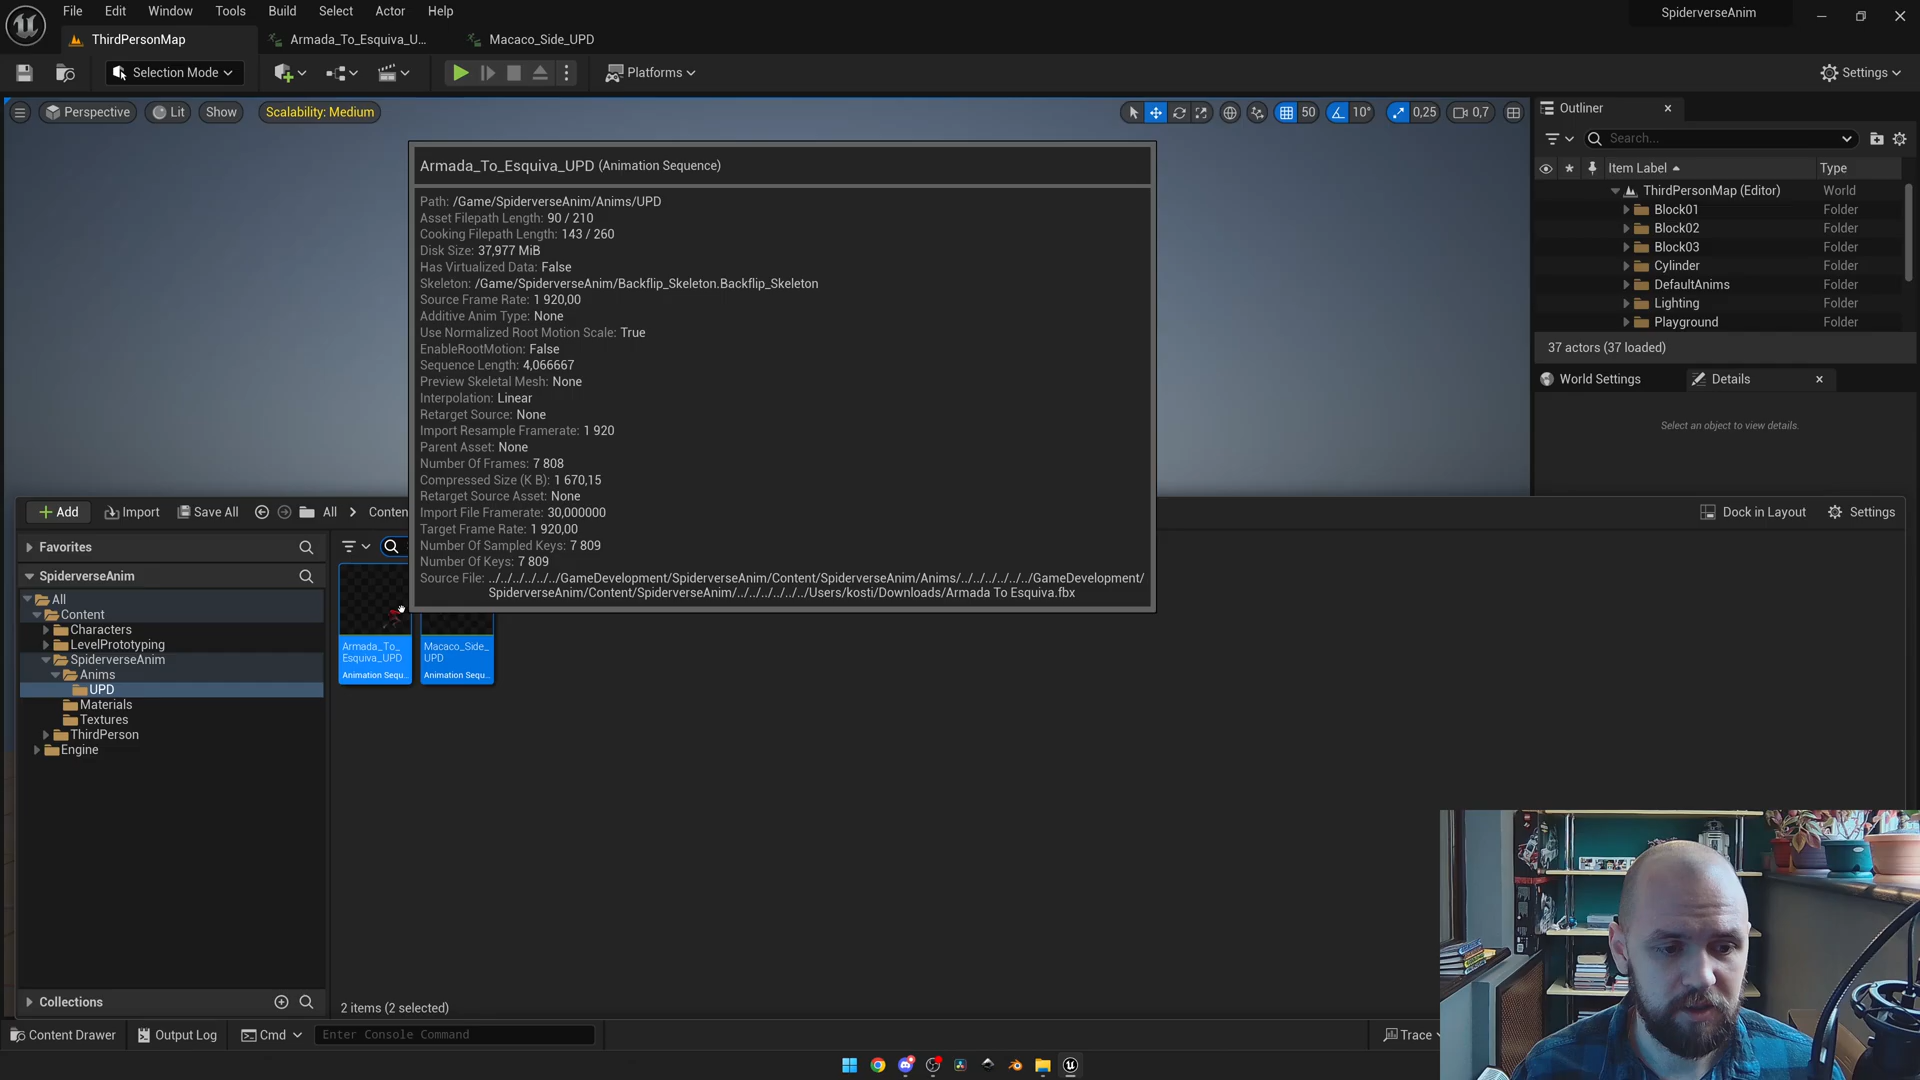 File Edit Window Tools Build Select Actor Help
SpiderverseAnim
ThirdPersonMap
Armada_To_Esquiva_U...
Macaco_Side_UPD
Selection Mode
Platforms
Settings
Perspective
Lit
Show
Scalability: Medium
50
10°
0,25
0,7
Outliner
Search...
Item Label
Type
ThirdPersonMap (Editor) World
Block01 Folder
Block02 Folder
Block03 Folder
Cylinder Folder
DefaultAnims Folder
Lighting Folder
Playground Folder
37 actors (37 loaded)
World Settings
Details
Select an object to view details.
Armada_To_Esquiva_UPD (Animation Sequence)
Path: /Game/SpiderverseAnim/Anims/UPD
Asset Filepath Length: 90 / 210
Cooking Filepath Length: 143 / 260
Disk Size: 37,977 MiB
Has Virtualized Data: False
Skeleton: /Game/SpiderverseAnim/Backflip_Skeleton.Backflip_Skeleton
Source Frame Rate: 1 920,00
Additive Anim Type: None
Use Normalized Root Motion Scale: True
EnableRootMotion: False
Sequence Length: 4,066667
Preview Skeletal Mesh: None
Interpolation: Linear
Retarget Source: None
Import Resample Framerate: 1 920
Parent Asset: None
Number Of Frames: 7 808
Compressed Size (K B): 1 670,15
Retarget Source Asset: None
Import File Framerate: 30,000000
Target Frame Rate: 1 920,00
Number Of Sampled Keys: 7 809
Number Of Keys: 7 809
Source File: ../../../../../../GameDevelopment/SpiderverseAnim/Content/SpiderverseAnim/Anims/../../../../../../GameDevelopment/
SpiderverseAnim/Content/SpiderverseAnim/../../../../../../Users/kosti/Downloads/Armada To Esquiva.fbx
Add
Import
Save All
All
Conten
Dock in Layout
Settings
Favorites
SpiderverseAnim
All
Content
Characters
LevelPrototyping
SpiderverseAnim
Anims
UPD
Materials
Textures
ThirdPerson
Engine
Armada_To_
Esquiva_UPD
Animation Sequ..
Macaco_Side_
UPD
Animation Sequ...
Collections
2 items (2 selected)
Content Drawer
Output Log
Cmd
Enter Console Command
Trace